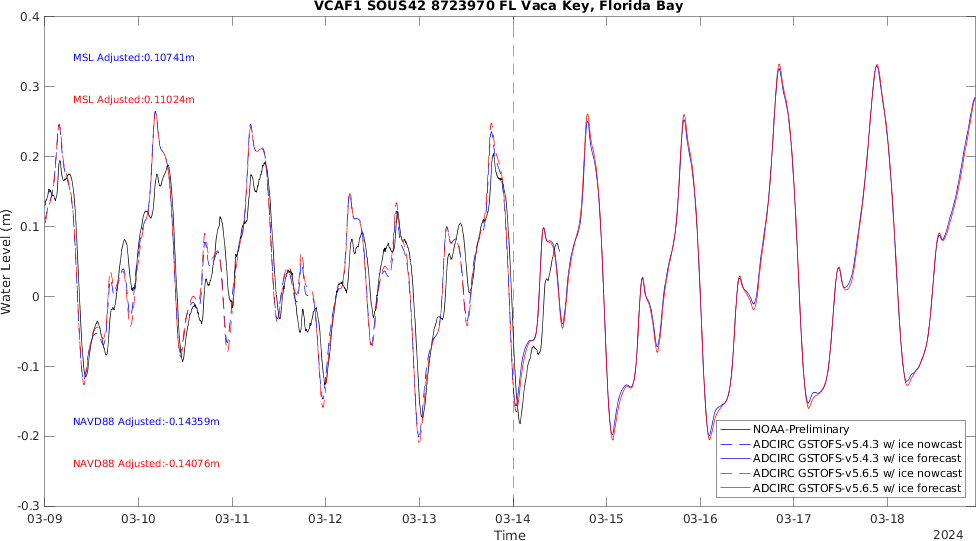 VCAF1 SOUS42 8723970 FL Vaca Key, Florida Bay
0.4
0.3
0.2
0.1
0
-0.1
-0.2
-0.3
Water Level (m)
MSL Adjusted:0.10741m
MSL Adjusted:0.11024m
NAVD88 Adjusted:-0.14359m
NAVD88 Adjusted:-0.14076m
NOAA-Preliminary
ADCIRC GSTOFS-v5.4.3 w/ ice nowcast
ADCIRC GSTOFS-v5.4.3 w/ ice forecast
ADCIRC GSTOFS-v5.6.5 w/ ice nowcast
ADCIRC GSTOFS-v5.6.5 w/ ice forecast
03-09 03-10 03-11 03-12 03-13 03-14 03-15 03-16 03-17 03-18
Time
2024